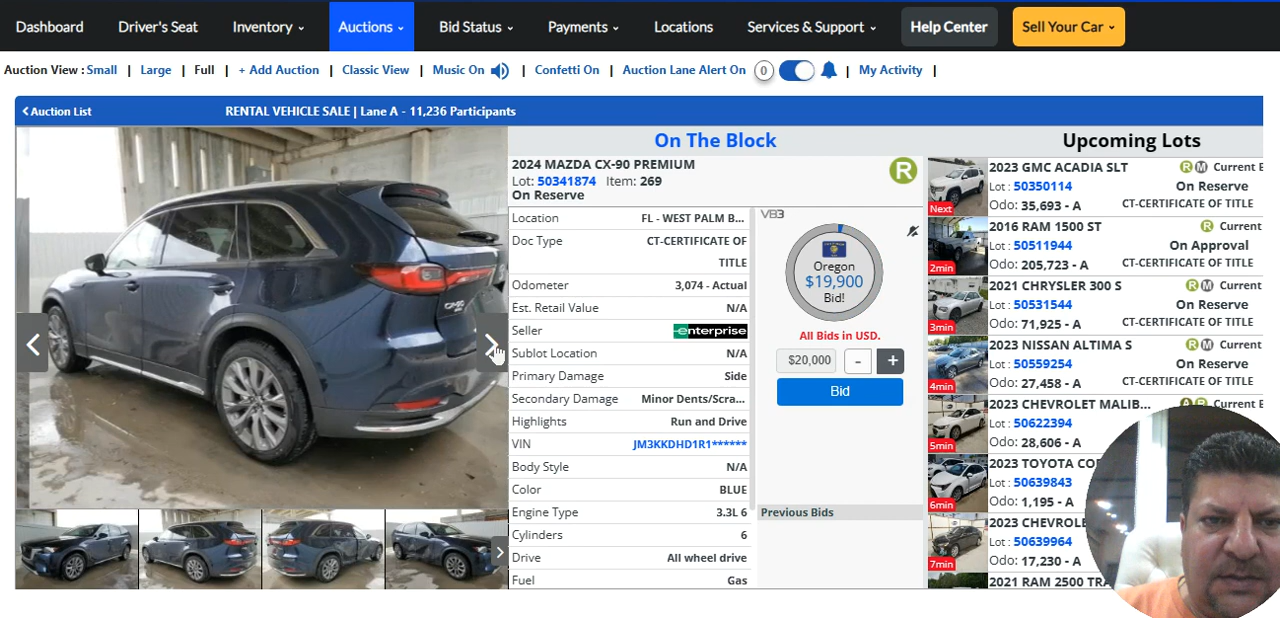 Dashboard Driver's Seat Inventory Auctions Bid Status Payments Locations Services & Support Help Center Sell Your Car
Auction View : Small | Large | Full | + Add Auction | Classic View | Music On | Confetti On | Auction Lane Alert On 0 | My Activity |
Auction List RENTAL VEHICLE SALE | Lane A - 11,236 Participants
On The Block
2024 MAZDA CX-90 PREMIUM
Lot: 50341874 Item: 269
On Reserve
R
Location FL - WEST PALM B...
Doc Type CT-CERTIFICATE OF
TITLE
Odometer 3,074 - Actual
Est. Retail Value N/A
Seller enterprise
Sublot Location N/A
Primary Damage Side
Secondary Damage Minor Dents/Scra...
Highlights Run and Drive
VIN JM3KKDHD1R1******
Body Style N/A
Color BLUE
Engine Type 3.3L 6
Cylinders 6
Drive All wheel drive
Fuel Gas
VB3
Oregon
$19,900
Bid!
All Bids in USD.
$20,000 - +
Bid
Previous Bids
Upcoming Lots
2023 GMC ACADIA SLT R M Current B
Lot : 50350114 On Reserve
Odo: 35,693 - A CT-CERTIFICATE OF TITLE
Next
2016 RAM 1500 ST R Current
Lot : 50511944 On Approval
Odo: 205,723 - A CT-CERTIFICATE OF TITLE
2min
2021 CHRYSLER 300 S R M Current
Lot : 50531544 On Reserve
Odo: 71,925 - A CT-CERTIFICATE OF TITLE
3min
2023 NISSAN ALTIMA S R M Current
Lot : 50559254 On Reserve
Odo: 27,458 - A CT-CERTIFICATE OF TITLE
4min
2023 CHEVROLET MALIB... Current B
Lot : 50622394
Odo: 28,606 - A
5min
2023 TOYOTA CO
Lot : 50639843
Odo: 1,195 - A
6min
2023 CHEVROLE
Lot : 50639964
Odo: 17,230 - A
7min
2021 RAM 2500 TRA